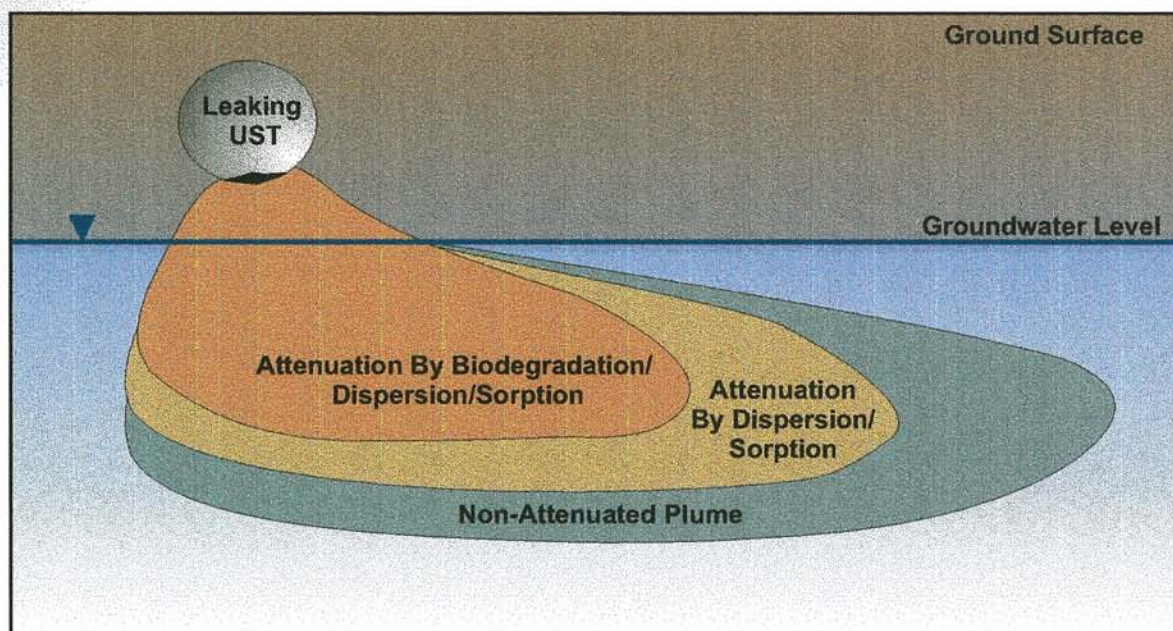 Ground Surface
Leaking
UST
Groundwater Level
Attenuation By Biodegradation/
Dispersion/Sorption
Attenuation
By Dispersion/
Sorption
Non-Attenuated Plume